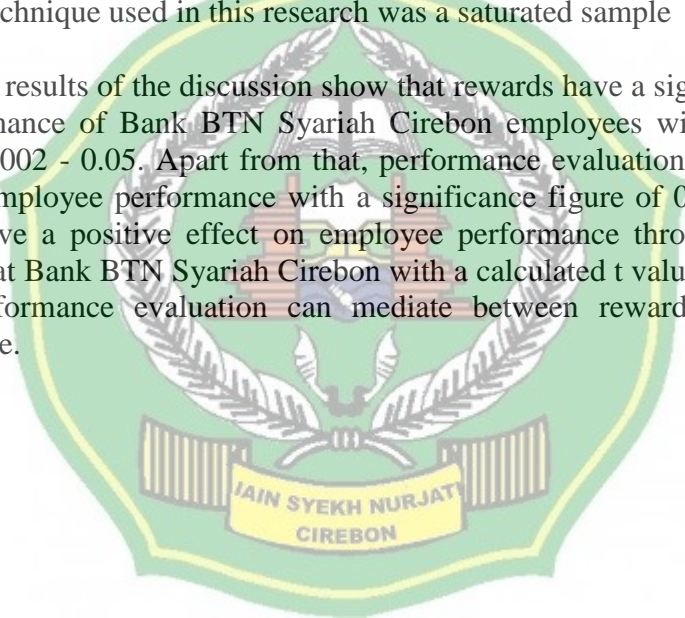 chnique used in this research was a saturated sample
results of the discussion show that rewards have a sig
nance of Bank BTN Syariah Cirebon employees wi
002 - 0.05. Apart from that, performance evaluation
mployee performance with a significance figure of 0
ve a positive effect on employee performance thro
at Bank BTN Syariah Cirebon with a calculated t valu
formance evaluation can mediate between reward
e.
IAIN SYEKH NURJATI
CIREBON